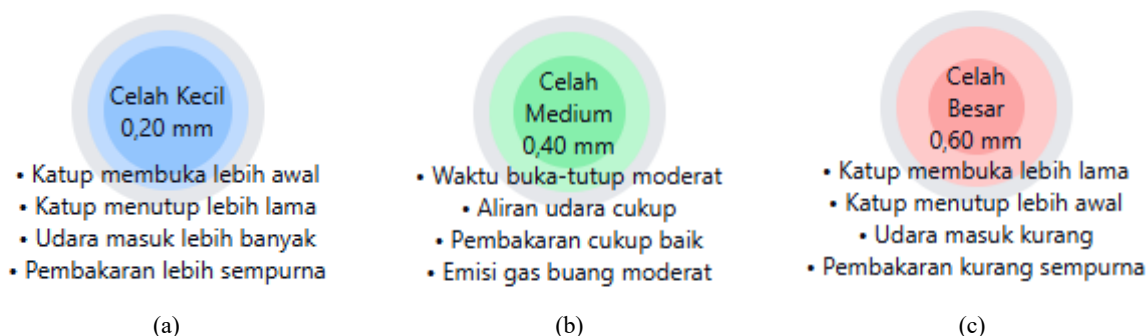 Celah Kecil
0,20 mm
• Katup membuka lebih awal
• Katup menutup lebih lama
• Udara masuk lebih banyak
• Pembakaran lebih sempurna
(a)
Celah
Medium
0,40 mm
• Waktu buka-tutup moderat
• Aliran udara cukup
• Pembakaran cukup baik
• Emisi gas buang moderat
(b)
Celah
Besar
0,60 mm
• Katup membuka lebih lama
• Katup menutup lebih awal
• Udara masuk kurang
• Pembakaran kurang sempurna
(c)